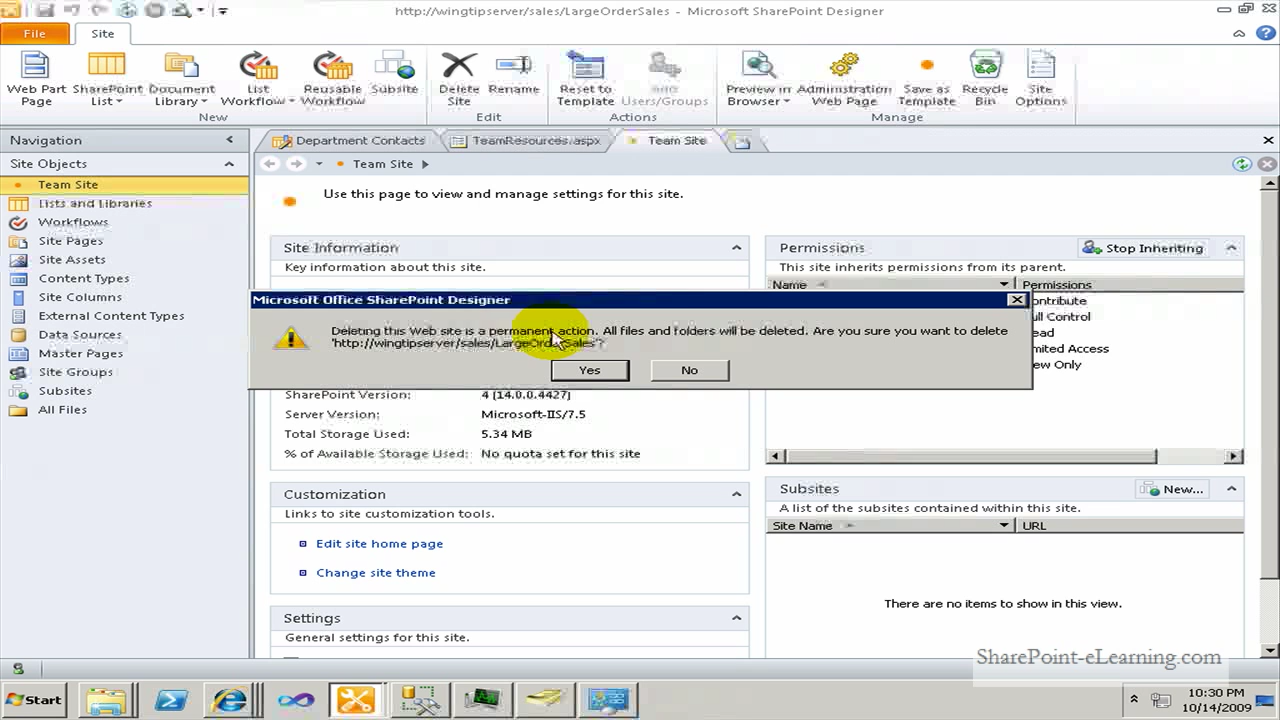 http://wingtipserver/sales/LargeOrderSales - Microsoft SharePoint Designer
File
Site
Web Part Page
SharePoint List
Document Library
List Workflow
Reusable Workflow
Subsite
Delete Site
Rename
Reset to Template
Add Users/Groups
Preview in Browser
Administration Web Page
Save as Template
Recycle Bin
Site Options
New
Edit
Actions
Manage
Navigation
Department Contacts
TeamResources.aspx
Team Site
Site Objects
Team Site
Team Site
Lists and Libraries
Workflows
Site Pages
Site Assets
Content Types
Site Columns
External Content Types
Data Sources
Master Pages
Site Groups
Subsites
All Files
Use this page to view and manage settings for this site.
Site Information
Key information about this site.
Permissions
Stop Inheriting
This site inherits permissions from its parent.
Name
Permissions
ontribute
ull Control
ead
imited Access
ew Only
Microsoft Office SharePoint Designer
Deleting this Web site is a permanent action. All files and folders will be deleted. Are you sure you want to delete
'http://wingtipserver/sales/LargeOrderSales'?
Yes
No
SharePoint Version: 4 (14.0.0.4427)
Server Version: Microsoft-IIS/7.5
Total Storage Used: 5.34 MB
% of Available Storage Used: No quota set for this site
Customization
Links to site customization tools.
Edit site home page
Change site theme
Settings
General settings for this site.
Subsites
New...
A list of the subsites contained within this site.
Site Name
URL
There are no items to show in this view.
SharePoint-eLearning.com
Start
10:30 PM
10/14/2009